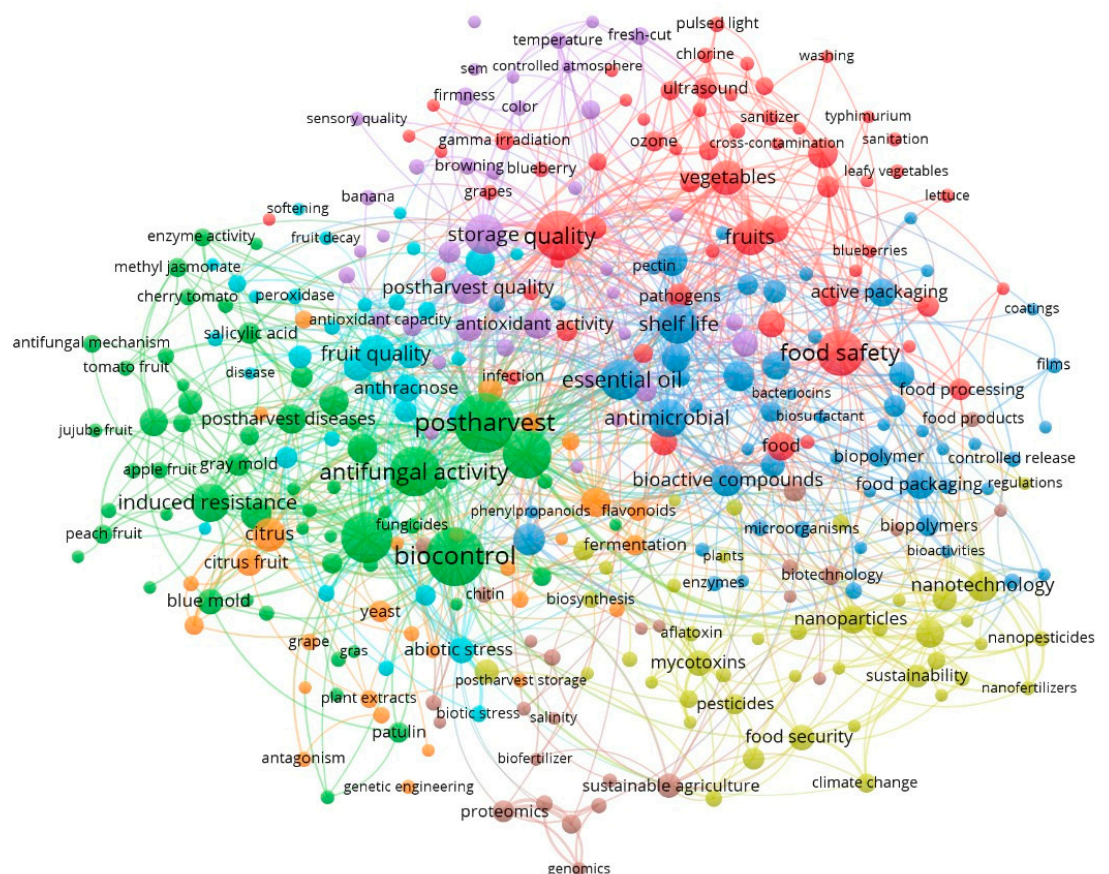 pulsed light
temperature
fresh-cut
chlorine
washing
sem
controlled atmosphere
firmness
ultrasound
color
sensory quality
sanitizer
typhimurium
gamma irradiation
ozone
cross-contamination
sanitation
browning
blueberry
vegetables
leafy vegetables
banana
grapes
lettuce
softening
enzyme activity
fruit decay
storage
quality
fruits
blueberries
methyl jasmonate
pectin
cherry tomato
peroxidase
postharvest quality
pathogens
active packaging
coatings
antioxidant capacity
antioxidant activity
shelf life
salicylic acid
antifungal mechanism
fruit quality
food safety
tomato fruit
disease
anthracnose
infection
essential oil
films
bacteriocins
food processing
jujube fruit
postharvest diseases
postharvest
antimicrobial
biosurfactant
food products
food
apple fruit
gray mold
antifungal activity
bioactive compounds
biopolymer
controlled release
food packaging
regulations
induced resistance
phenylpropanoids
flavonoids
peach fruit
citrus
fungicides
microorganisms
biopolymers
fermentation
citrus fruit
biocontrol
plants
bioactivities
enzymes
biotechnology
nanotechnology
blue mold
chitin
biosynthesis
yeast
nanoparticles
aflatoxin
grape
gras
abiotic stress
mycotoxins
nanopesticides
postharvest storage
sustainability
nanofertilizers
plant extracts
pesticides
biotic stress
salinity
patulin
food security
antagonism
biofertilizer
genetic engineering
sustainable agriculture
climate change
proteomics
genomics